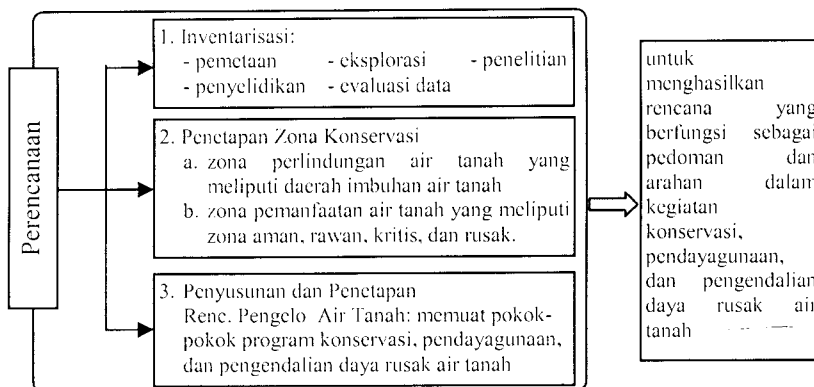 Perencanaan
1. Inventarisasi:
- pemetaan - eksplorasi - penelitian
- penyelidikan - evaluasi data
2. Penetapan Zona Konservasi
a. zona perlindungan air tanah yang
meliputi daerah imbuhan air tanah
b. zona pemanfaatan air tanah yang meliputi
zona aman, rawan, kritis, dan rusak.
3. Penyusunan dan Penetapan
Renc. Pengelo Air Tanah: memuat pokok-
pokok program konservasi, pendayagunaan,
dan pengendalian daya rusak air tanah
untuk
menghasilkan
rencana yang
berfungsi sebagai
pedoman dan
arahan dalam
kegiatan
konservasi,
pendayagunaan,
dan pengendalian
daya rusak air
tanah